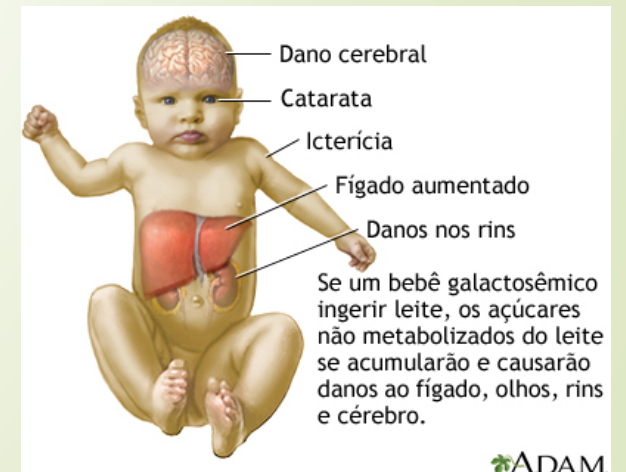 Dano cerebral
Catarata
Icterícia
Fígado aumentado
Danos nos rins
Se um bebê galactosêmico
ingerir leite, os açúcares
não metabolizados do leite
se acumularão e causarão
danos ao fígado, olhos, rins
e cérebro.
ADAM